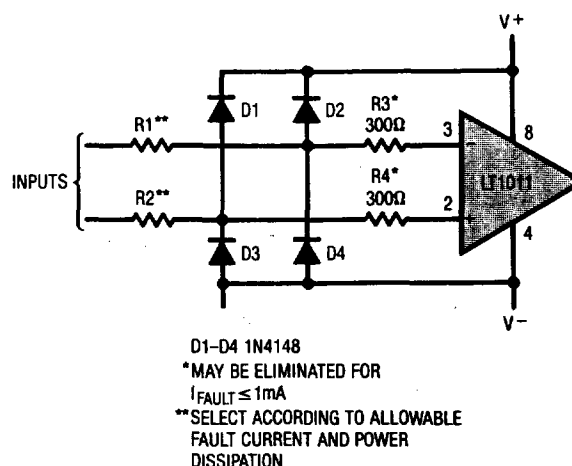 V+
D1
D2
R3*
300Ω
R1**
3
8
−
INPUTS
R4*
300Ω
LT1011
R2**
2
+
4
D3
D4
V−
D1–D4 1N4148
*MAY BE ELIMINATED FOR
IFAULT ≤ 1mA
**SELECT ACCORDING TO ALLOWABLE
FAULT CURRENT AND POWER
DISSIPATION